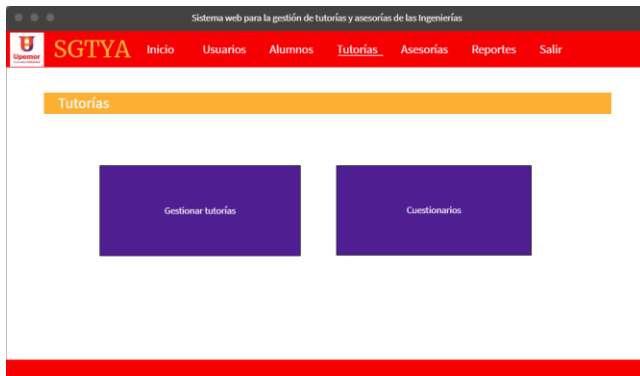 Sistema web para la gestión de tutorías y asesorías de las Ingenierías
Upemor
SGTYA Inicio Usuarios Alumnos Tutorías Asesorías Reportes Salir
Tutorías
Gestionar tutorías Cuestionarios